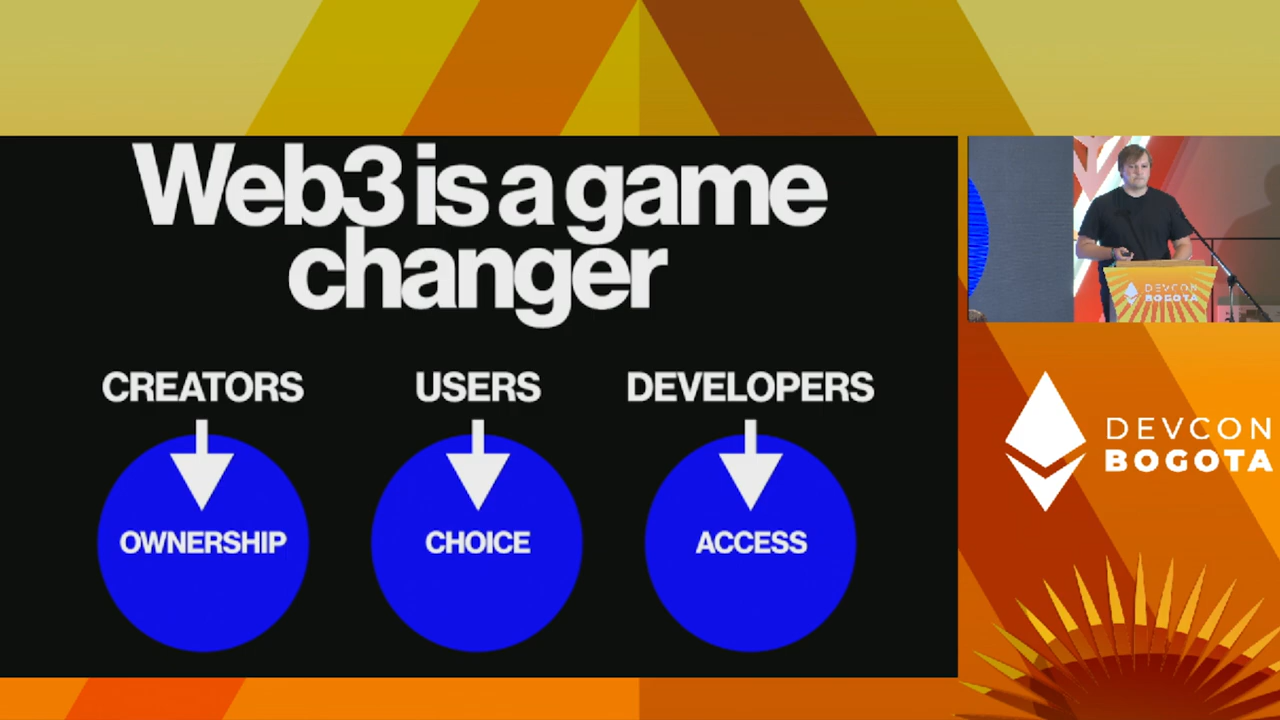 Web3 is a game
changer
CREATORS
USERS
DEVELOPERS
OWNERSHIP
CHOICE
ACCESS
DEVCON
BOGOTA
DEVCON
BOGOTA